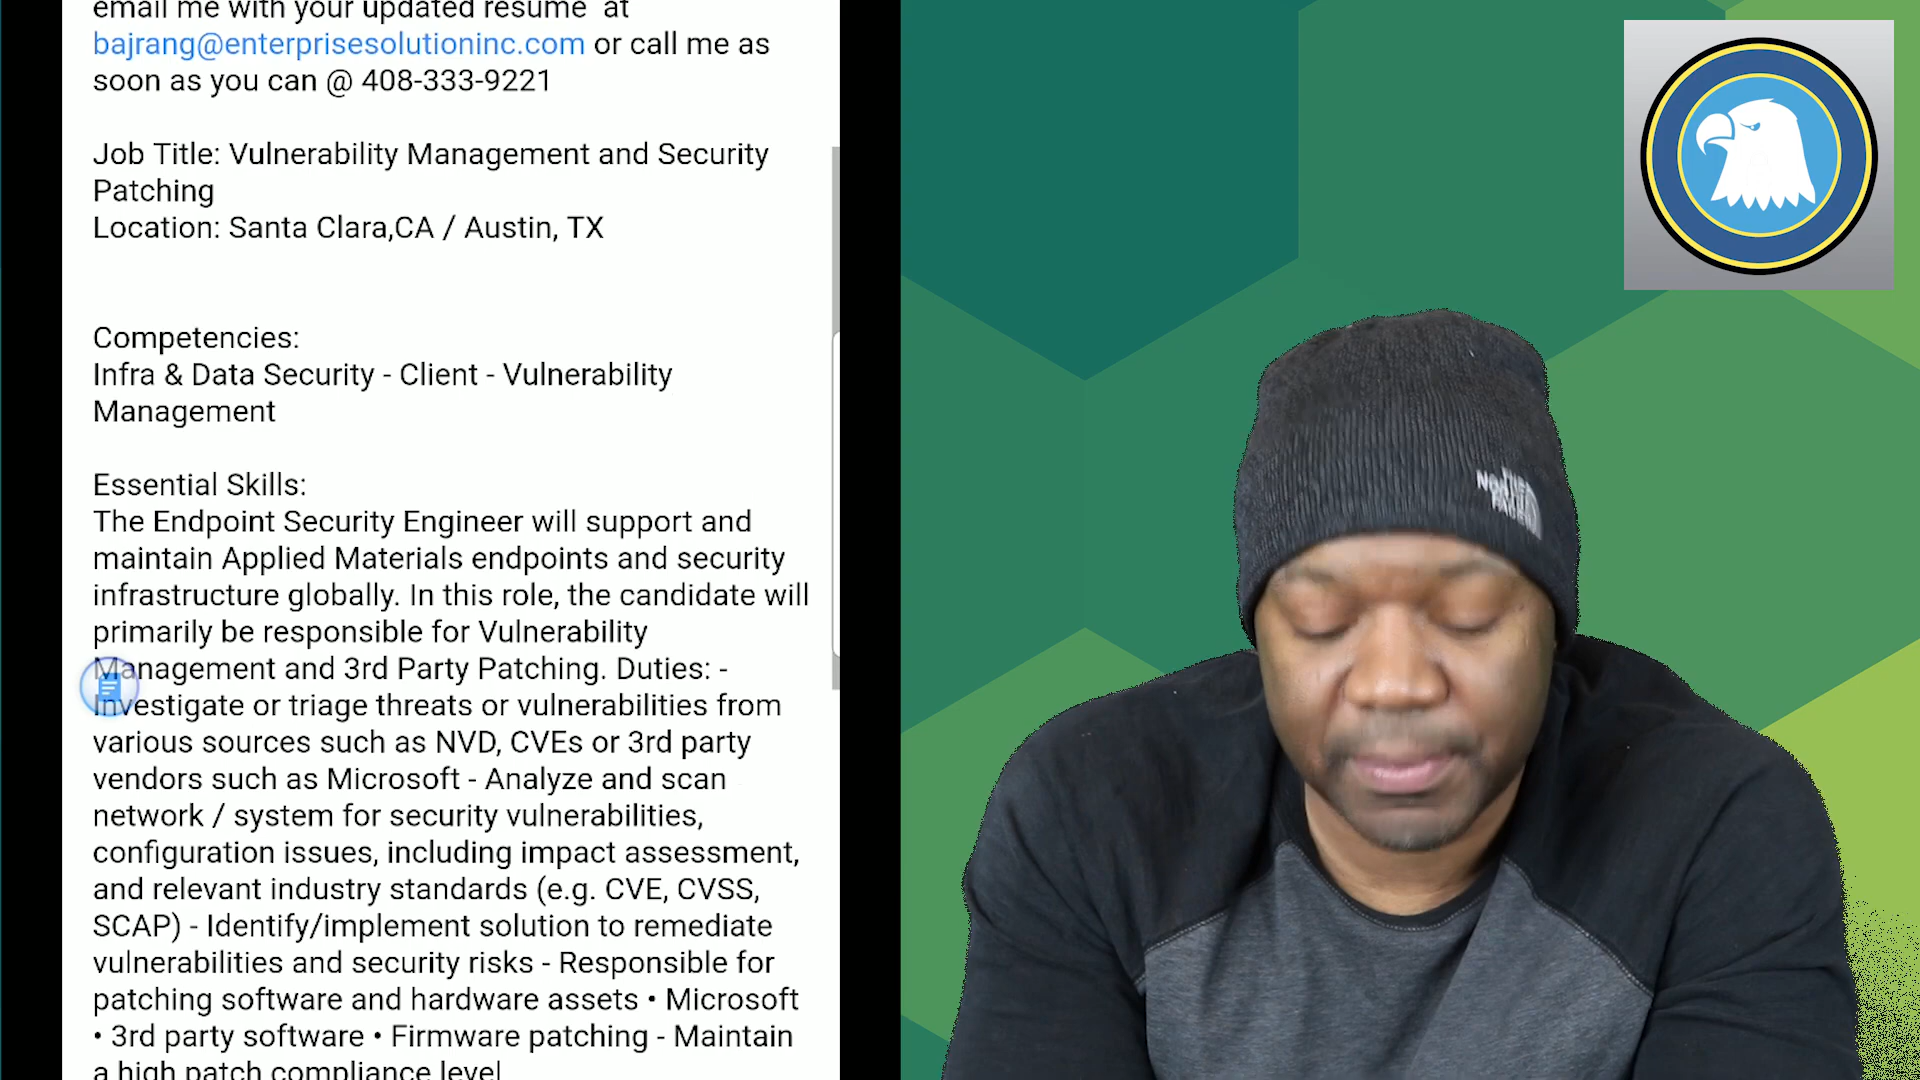 email me with your updated resume at
bajrang@enterprisesolutioninc.com or call me as
soon as you can @ 408-333-9221
Job Title: Vulnerability Management and Security
Patching
Location: Santa Clara,CA / Austin, TX
Competencies:
Infra & Data Security - Client - Vulnerability
Management
Essential Skills:
The Endpoint Security Engineer will support and
maintain Applied Materials endpoints and security
infrastructure globally. In this role, the candidate will
primarily be responsible for Vulnerability
Management and 3rd Party Patching. Duties: -
Investigate or triage threats or vulnerabilities from
various sources such as NVD, CVEs or 3rd party
vendors such as Microsoft - Analyze and scan
network / system for security vulnerabilities,
configuration issues, including impact assessment,
and relevant industry standards (e.g. CVE, CVSS,
SCAP) - Identify/implement solution to remediate
vulnerabilities and security risks - Responsible for
patching software and hardware assets • Microsoft
• 3rd party software • Firmware patching - Maintain
a high patch compliance level
THE
NORTH
FACE